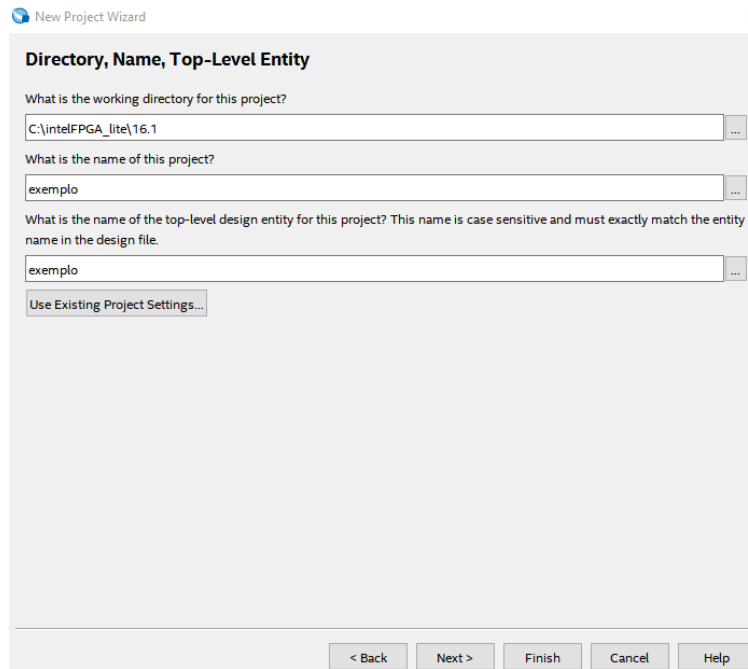 New Project Wizard
Directory, Name, Top-Level Entity
What is the working directory for this project?
C:\intelFPGA_lite\16.1
...
What is the name of this project?
exemplo
...
What is the name of the top-level design entity for this project? This name is case sensitive and must exactly match the entity
name in the design file.
exemplo
...
Use Existing Project Settings...
< Back Next > Finish Cancel Help